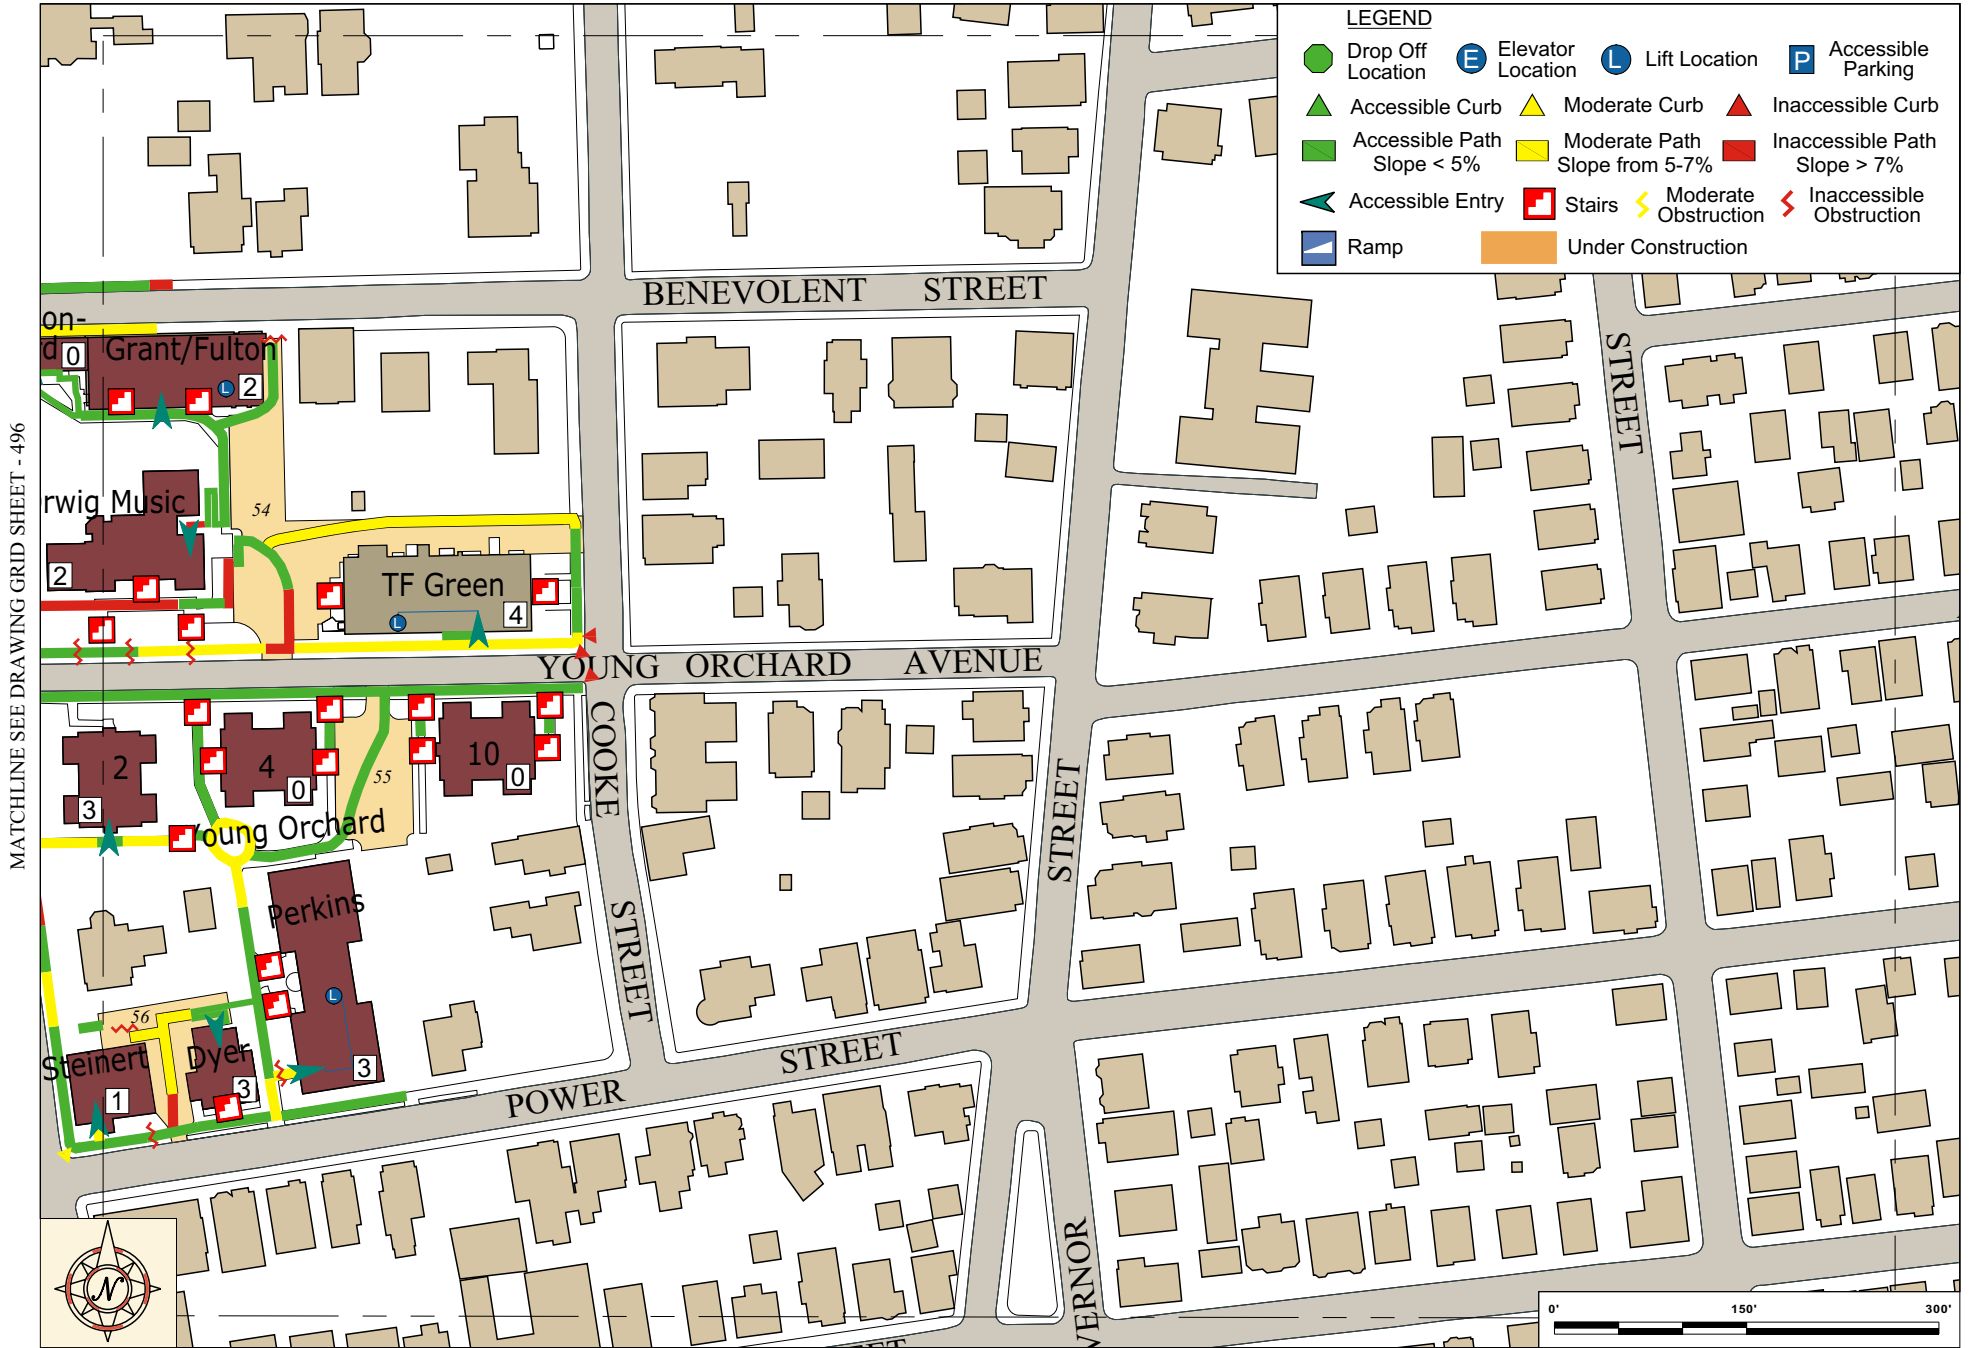 LEGEND
Drop Off
Location
Elevator
Location
Lift Location
Accessible
Parking
E
L
P
Accessible Curb
Moderate Curb
Inaccessible Curb
Accessible Path
Slope < 5%
Moderate Path
Slope from 5-7%
Inaccessible Path
Slope > 7%
Accessible Entry
Stairs
Moderate
Obstruction
Inaccessible
Obstruction
Ramp
Under Construction
BENEVOLENT STREET
on-
rd
0
Grant/Fulton
L
2
STREET
MATCHLINE SEE DRAWING GRID SHEET - 496
rwig Music
54
2
TF Green
L
4
YOUNG ORCHARD AVENUE
COOKE
STREET
2
3
4
0
55
10
0
Young Orchard
STREET
Perkins
L
3
56
Steinert
1
Dyer
3
POWER STREET
VERNOR
N
0'
150'
300'